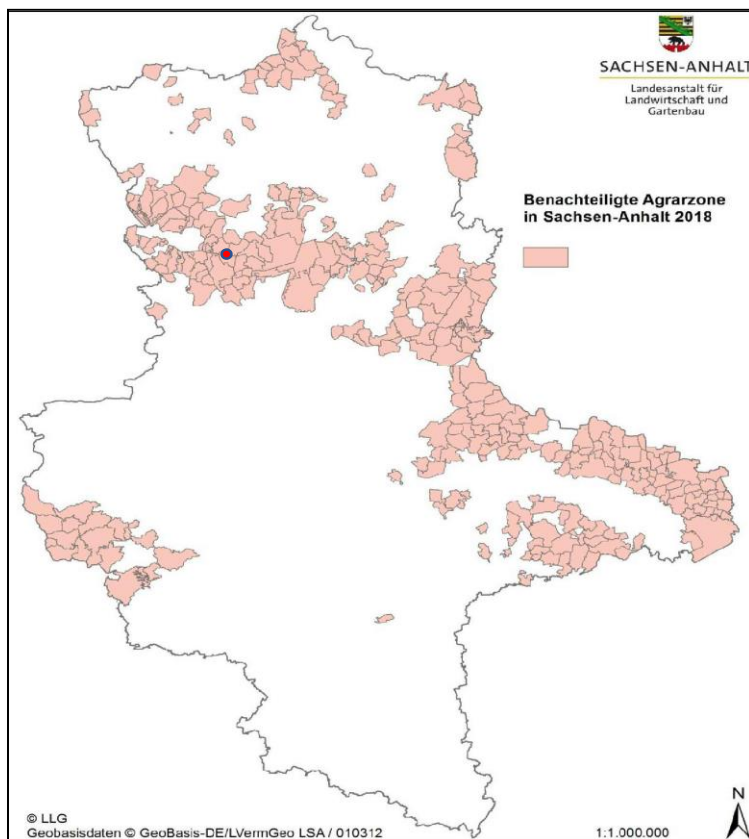 SACHSEN-ANHALT
Landesanstalt für
Landwirtschaft und
Gartenbau
Benachteiligte Agrarzone
in Sachsen-Anhalt 2018
N
© LLG
Geobasisdaten © GeoBasis-DE/LVermGeo LSA / 010312
1:1.000.000